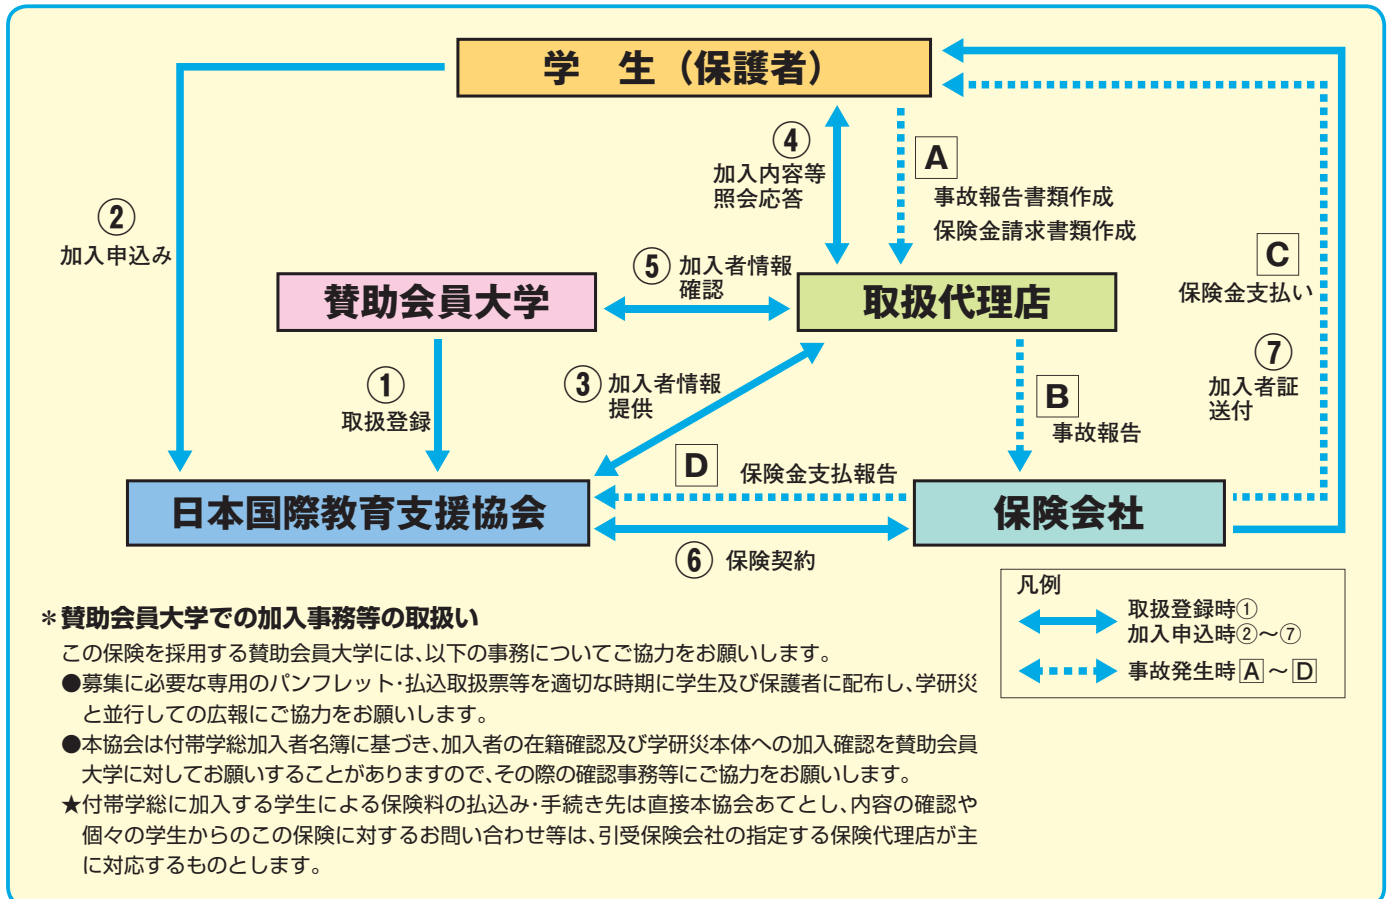 学　生（保護者）
②
加入申込み
④
加入内容等
照会応答
A
事故報告書類作成
保険金請求書類作成
C
保険金支払い
⑤ 加入者情報
確認
賛助会員大学
取扱代理店
①
取扱登録
③ 加入者情報
提供
B
事故報告
⑦
加入者証
送付
D 保険金支払報告
日本国際教育支援協会
保険会社
⑥ 保険契約
凡例
取扱登録時①
加入申込時②～⑦
事故発生時A～D
＊賛助会員大学での加入事務等の取扱い
この保険を採用する賛助会員大学には、以下の事務についてご協力をお願いします。
●募集に必要な専用のパンフレット・払込取扱票等を適切な時期に学生及び保護者に配布し、学研災
と並行しての広報にご協力をお願いします。
●本協会は付帯学総加入者名簿に基づき、加入者の在籍確認及び学研災本体への加入確認を賛助会員
大学に対してお願いすることがありますので、その際の確認事務等にご協力をお願いします。
★付帯学総に加入する学生による保険料の払込み・手続き先は直接本協会あてとし、内容の確認や
個々の学生からのこの保険に対するお問い合わせ等は、引受保険会社の指定する保険代理店が主
に対応するものとします。